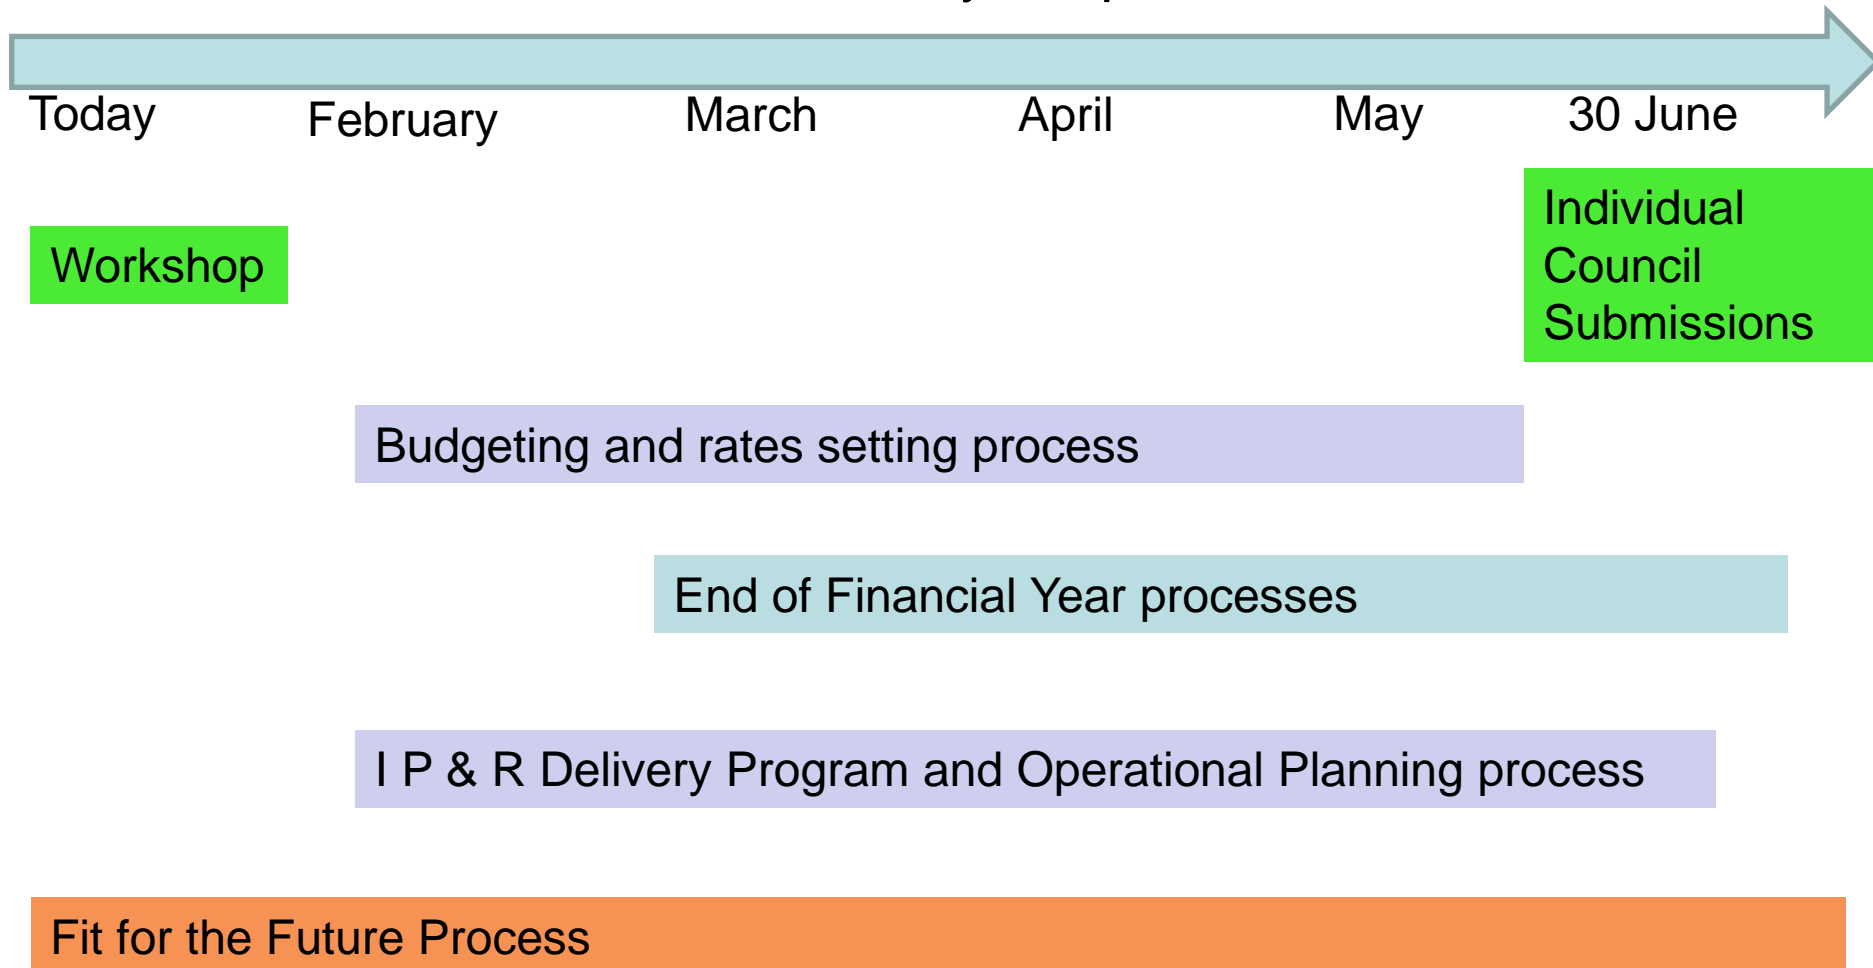 Today
February
March
April
May
30 June
Individual
Council
Submissions
Workshop
Budgeting and rates setting process
End of Financial Year processes
I P & R Delivery Program and Operational Planning process
Fit for the Future Process